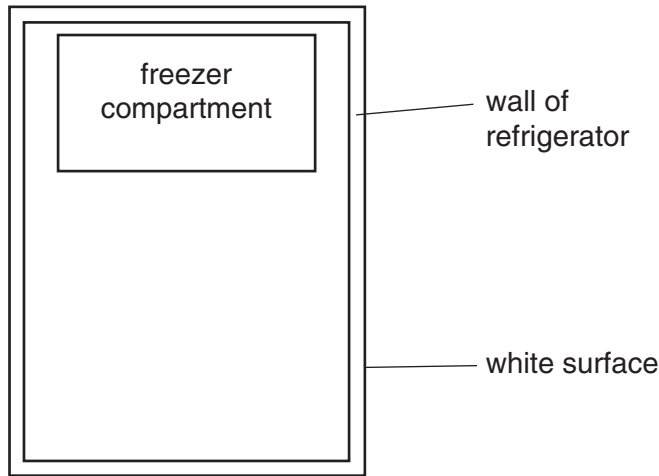 freezer
compartment
wall of
refrigerator
white surface